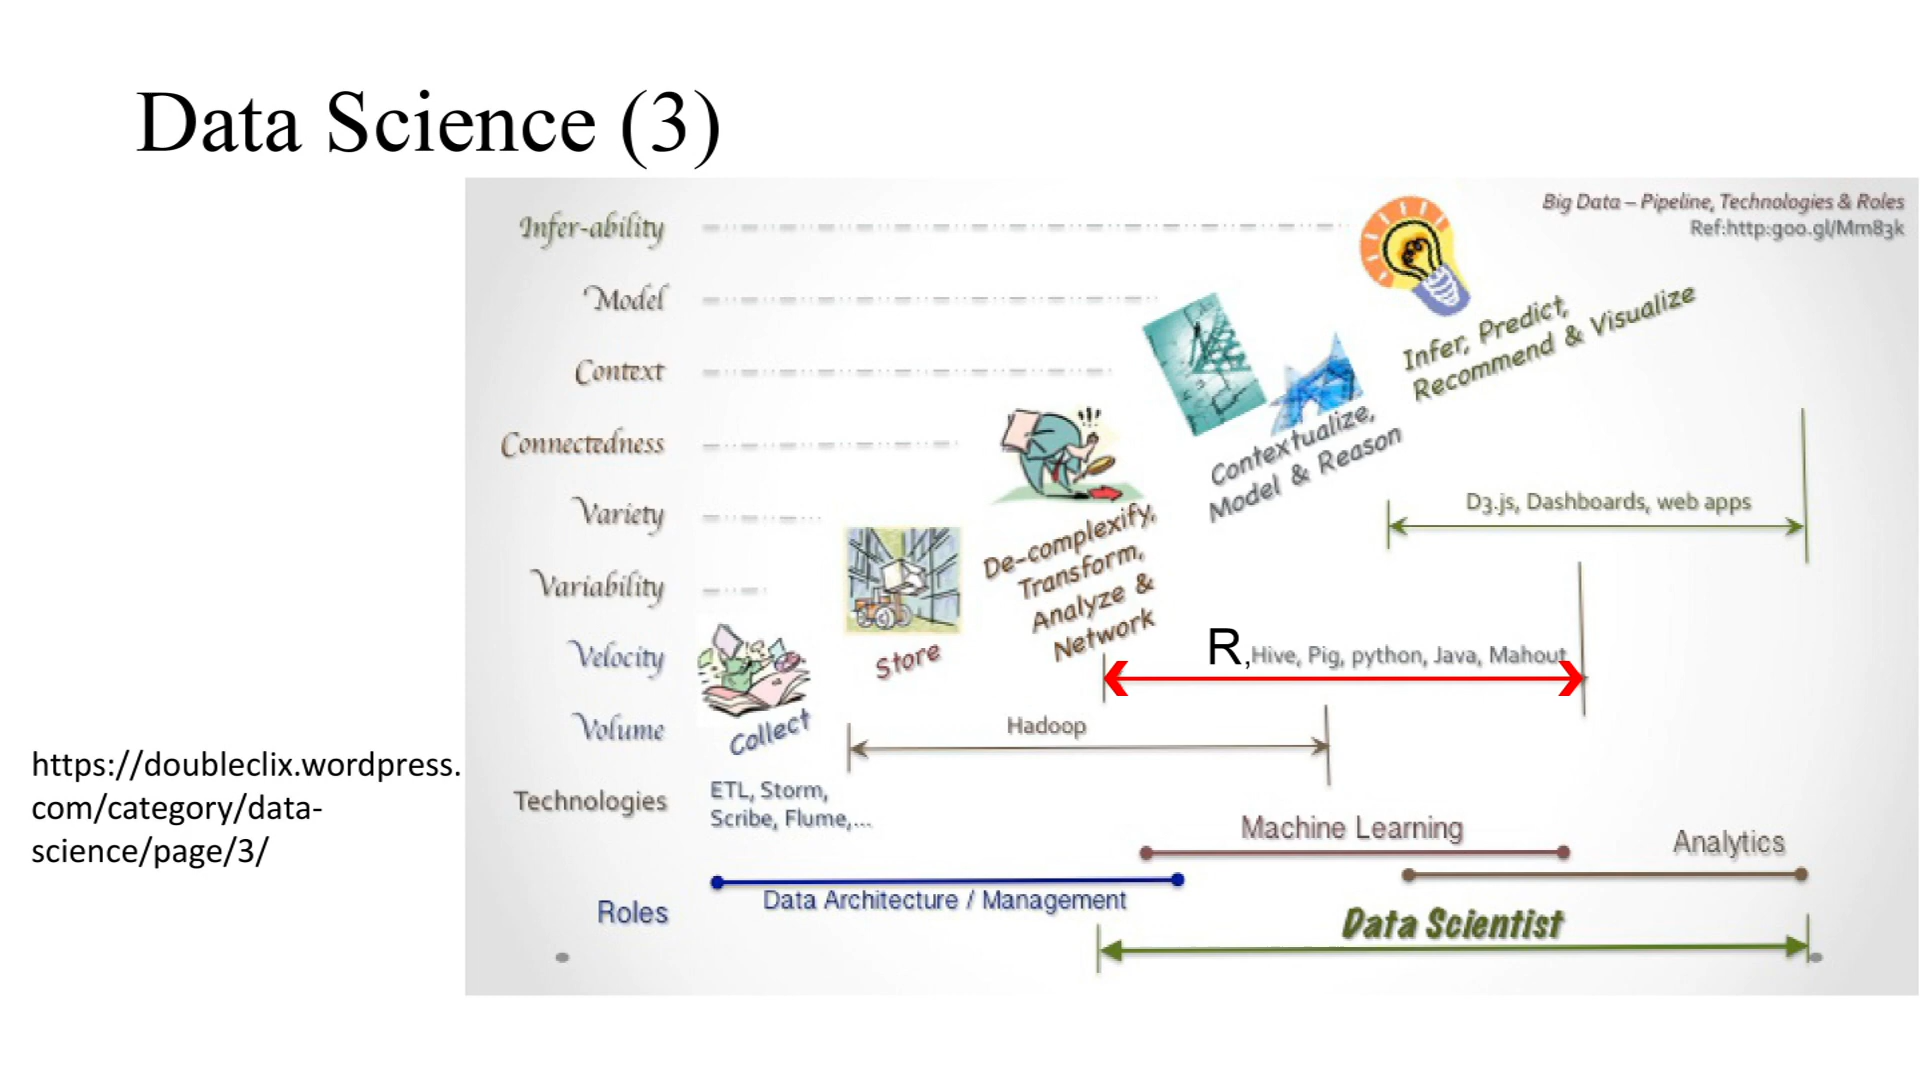 Data Science (3)
Big Data – Pipeline, Technologies & Roles
Ref:http:goo.gl/Mm83k
Infer-ability
Model
Context
Connectedness
Variety
Variability
Velocity
Volume
Technologies
Roles
Infer, Predict,
Recommend & Visualize
Contextualize,
Model & Reason
De-complexify,
Transform,
Analyze &
Network
Store
Collect
D3.js, Dashboards, web apps
R,Hive, Pig, python, Java, Mahout
Hadoop
ETL, Storm,
Scribe, Flume,...
Machine Learning
Analytics
Data Architecture / Management
Data Scientist
https://doubleclix.wordpress.
com/category/data-
science/page/3/